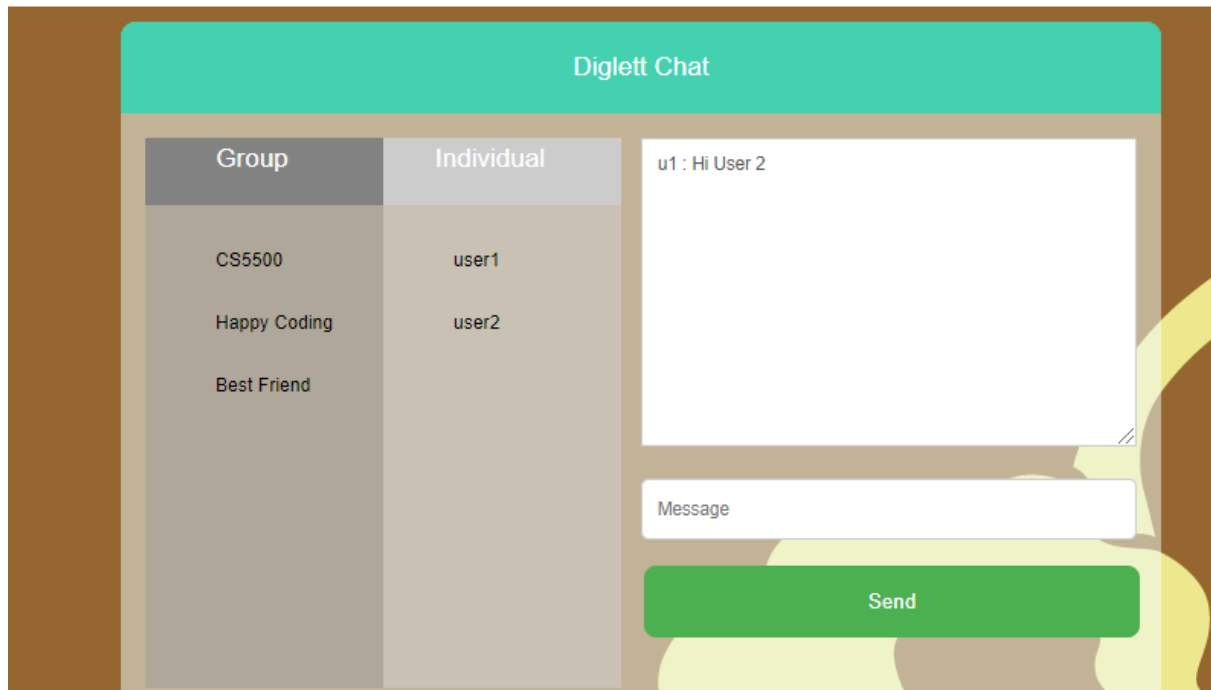 Diglett Chat
Group
Individual
CS5500
user1
Happy Coding
user2
Best Friend
u1 : Hi User 2
Message
Send